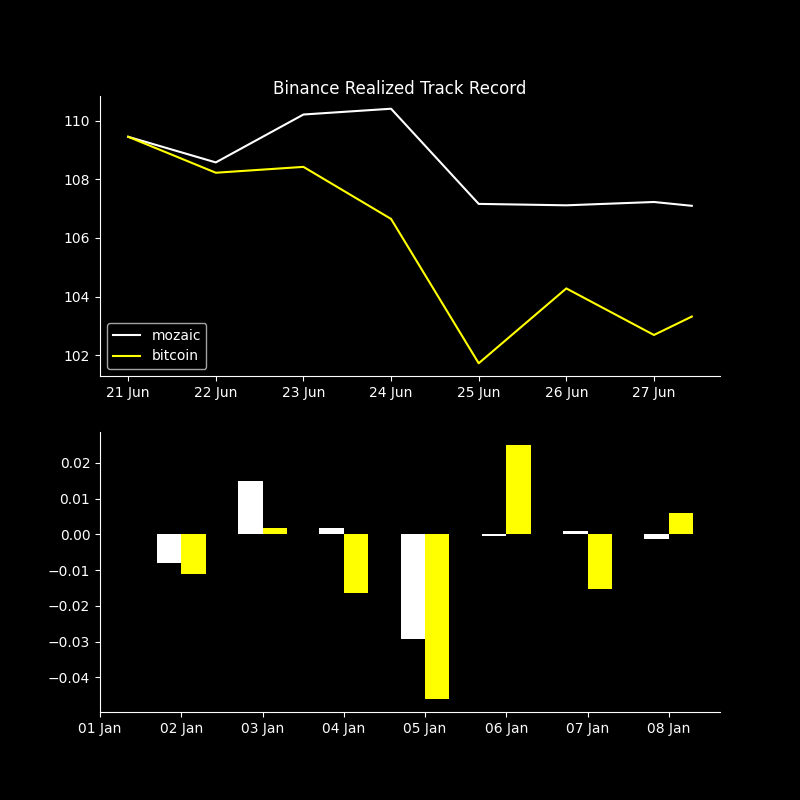 Binance Realized Track Record
110
108
106
104
102
mozaic
bitcoin
21 Jun 22 Jun 23 Jun 24 Jun 25 Jun 26 Jun 27 Jun
0.02
0.01
0.00
−0.01
−0.02
−0.03
−0.04
01 Jan 02 Jan 03 Jan 04 Jan 05 Jan 06 Jan 07 Jan 08 Jan